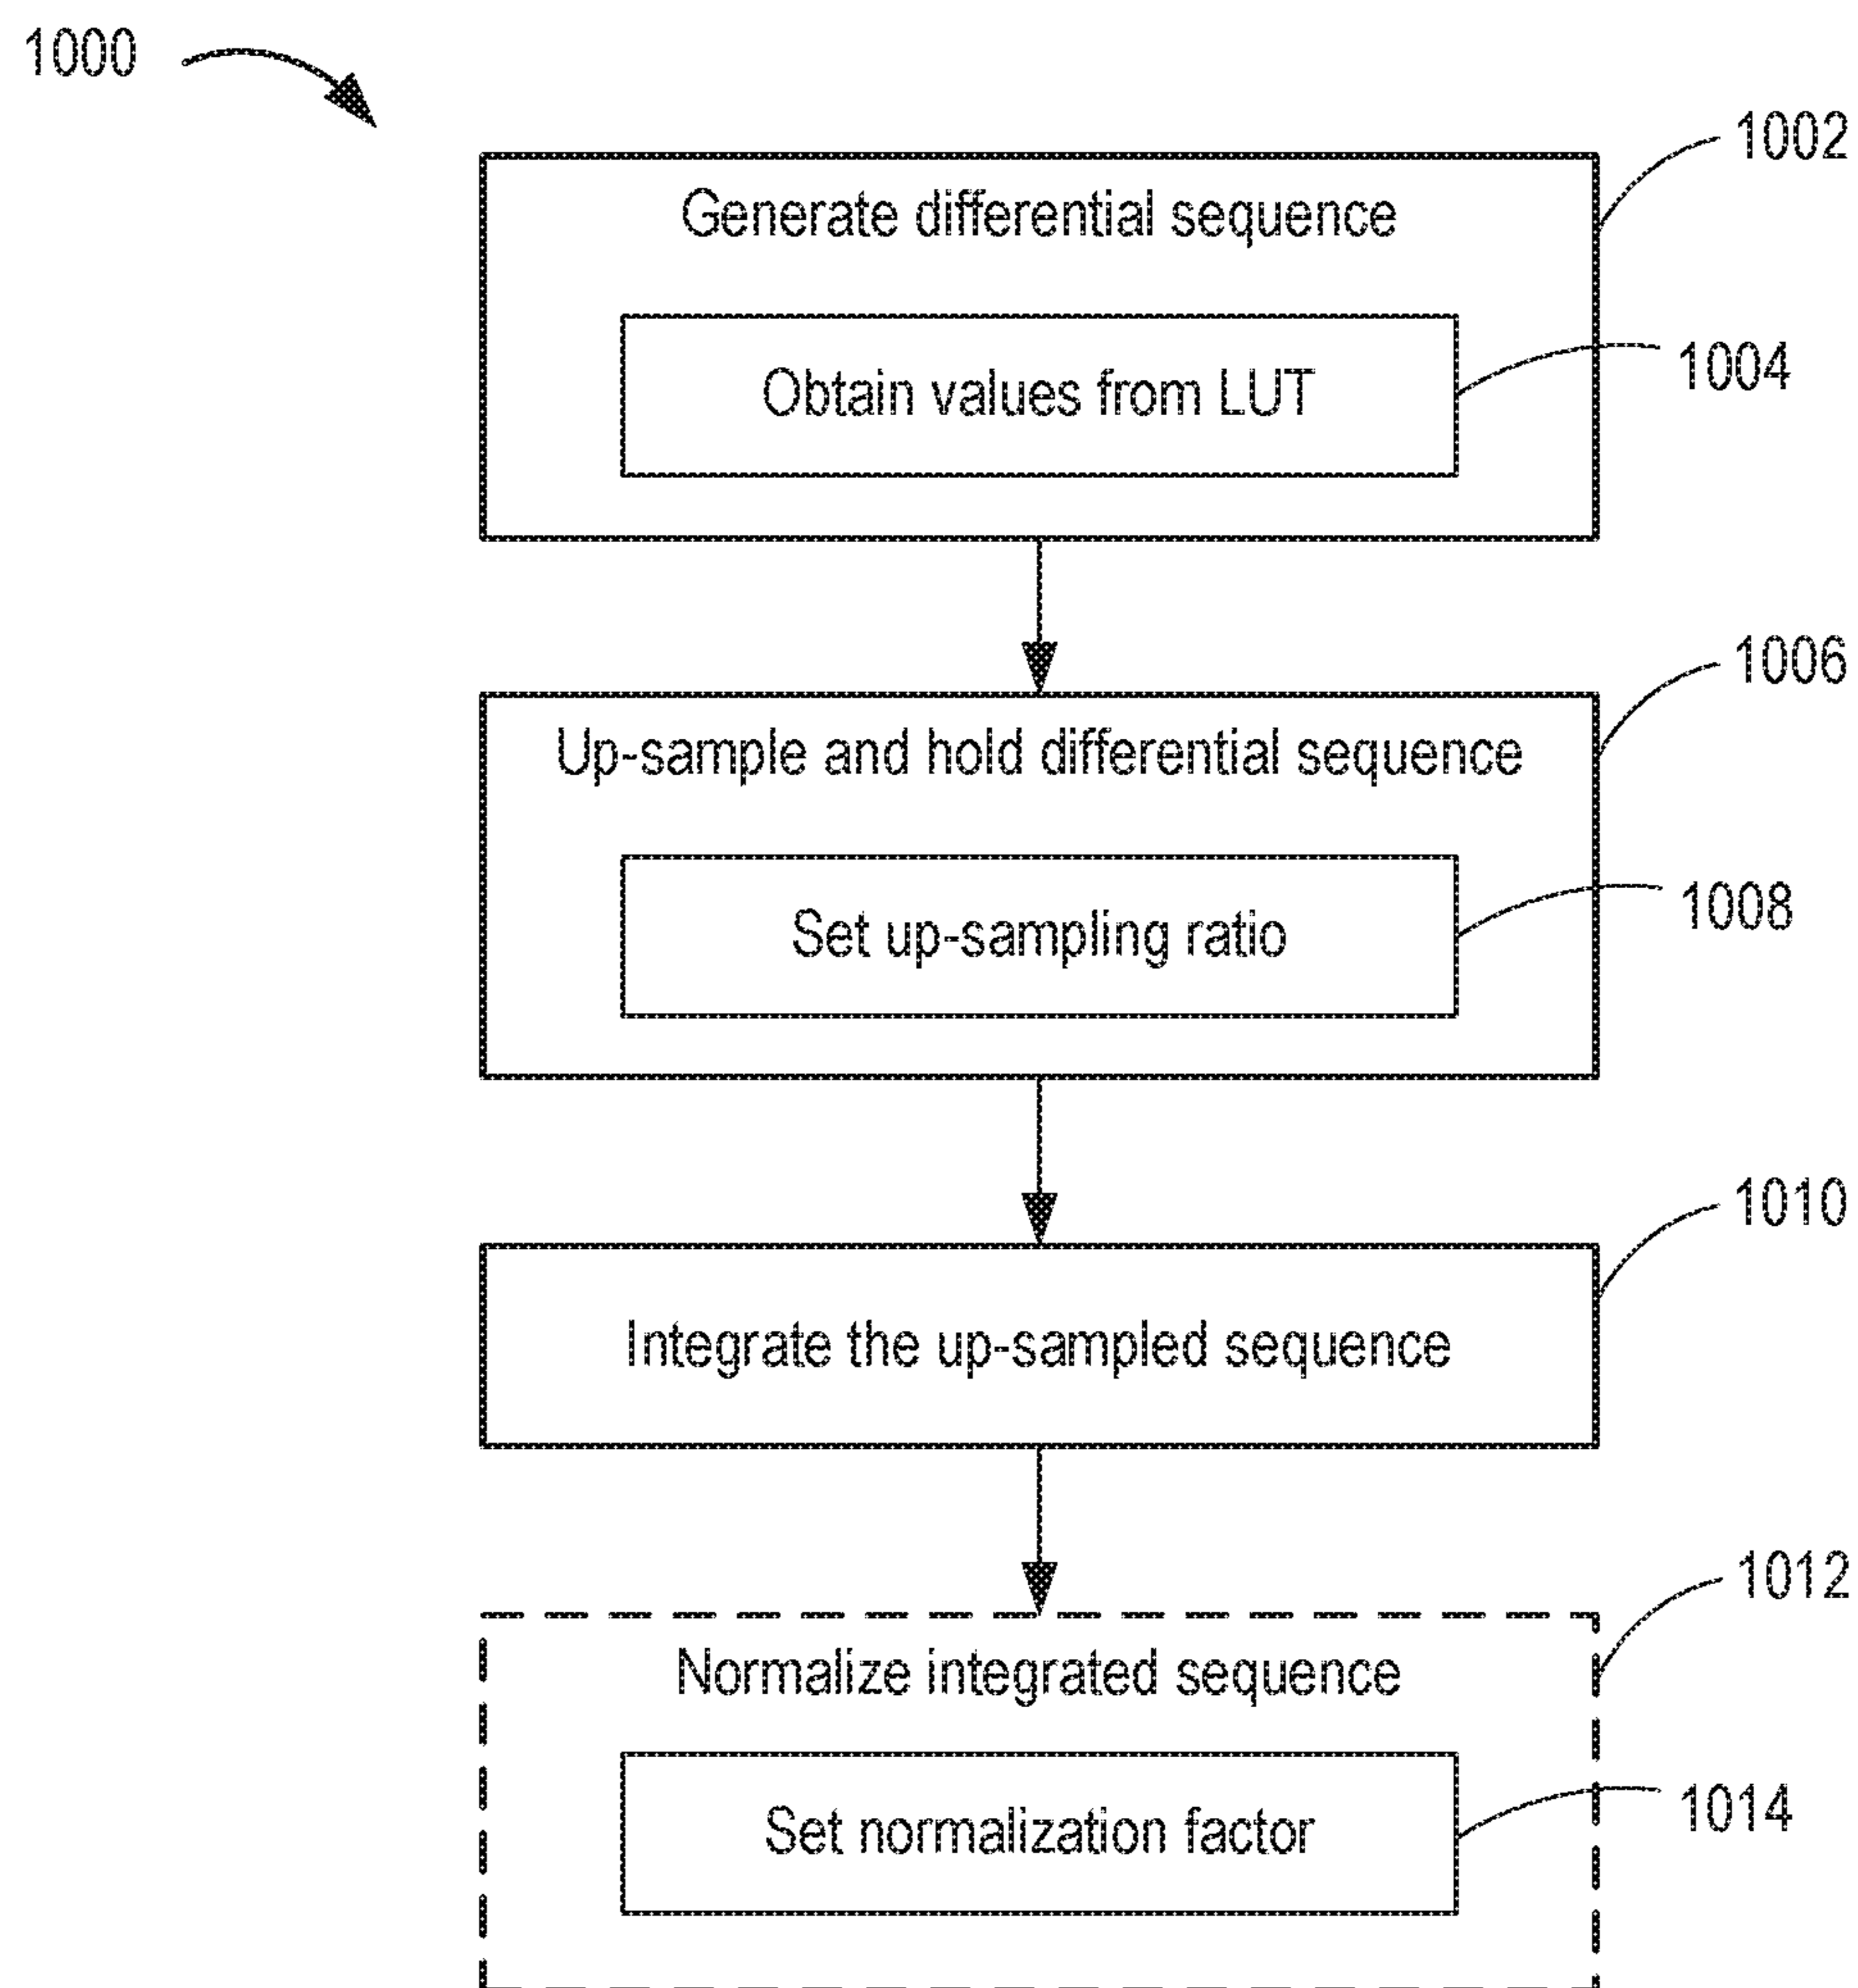 1000
1002
Generate differential sequence
1004
Obtain values from LUT
1006
Up-sample and hold differential sequence
1008
Set up-sampling ratio
1010
Integrate the up-sampled sequence
1012
Normalize integrated sequence
1014
Set normalization factor